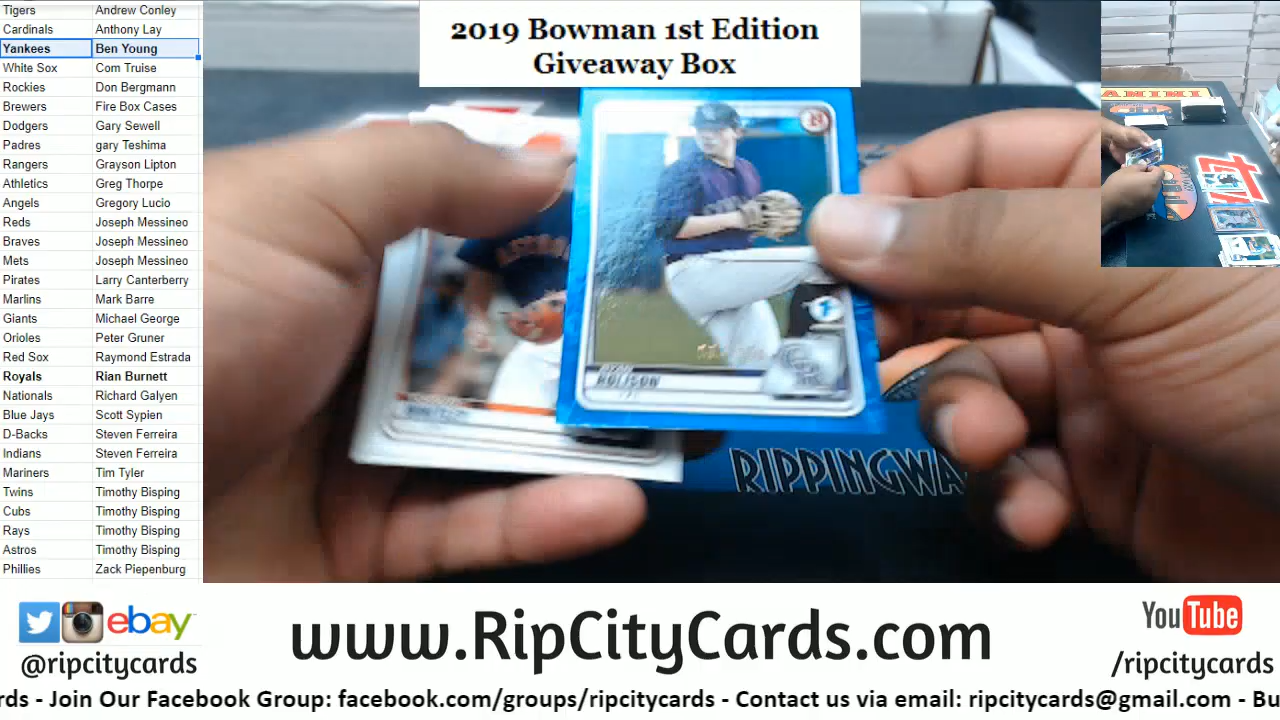 2019 Bowman 1st Edition
Giveaway Box
Tigers Andrew Conley
Cardinals Anthony Lay
Yankees Ben Young
White Sox Com Truise
Rockies Don Bergmann
Brewers Fire Box Cases
Dodgers Gary Sewell
Padres gary Teshima
Rangers Grayson Lipton
Athletics Greg Thorpe
Angels Gregory Lucio
Reds Joseph Messineo
Braves Joseph Messineo
Mets Joseph Messineo
Pirates Larry Canterberry
Marlins Mark Barre
Giants Michael George
Orioles Peter Gruner
Red Sox Raymond Estrada
Royals Rian Burnett
Nationals Richard Galyen
Blue Jays Scott Sypien
D-Backs Steven Ferreira
Indians Steven Ferreira
Mariners Tim Tyler
Twins Timothy Bisping
Cubs Timothy Bisping
Rays Timothy Bisping
Astros Timothy Bisping
Phillies Zack Piepenburg
PANINI
ROLISON
RIPPINGWA
ebay
@ripcitycards
www.RipCityCards.com
YouTube
/ripcitycards
rds - Join Our Facebook Group: facebook.com/groups/ripcitycards - Contact us via email: ripcitycards@gmail.com - Bu